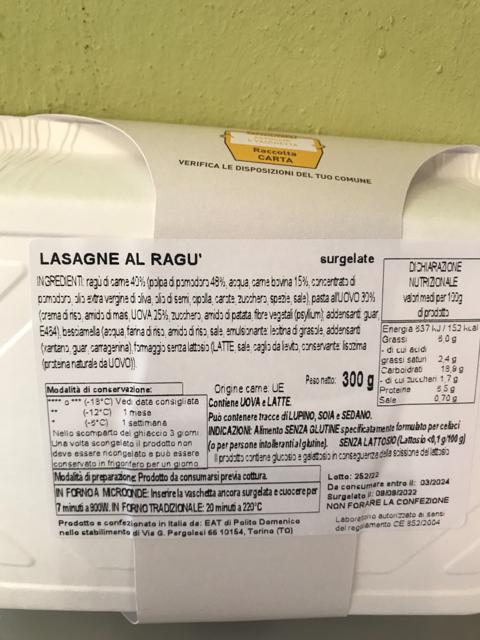 Raccolta
CARTA
VERIFICA LE DISPOSIZIONI DEL TUO COMUNE
LASAGNE AL RAGU' surgelate
INGREDIENTI: ragù di carne 40% (polpa di pomodoro 48%, acqua, carne bovina 15%, concentrato di
pomodoro, olio extra vergine di oliva, olio di semi, cipolla, carote, zucchero, spezie, sale), pasta all'UOVO 30%
(crema di riso, amido di mais, UOVA 25%, zucchero, amido di patata, fibre vegetali (psyllium), addensanti: guar,
E464), besciamella (acqua, farina di riso, amido di riso, sale, emulsionante: lecitina di girasole, addensanti
(xantano, guar, carragenina), formaggio senza lattosio (LATTE, sale, caglio da lievito, conservante: lisozima
(proteina naturale da UOVO)).
DICHIARAZIONE
NUTRIZIONALE
valori medi per 100g
di prodotto
Energia 637 kJ / 152 kcal
Grassi 6,0 g
- di cui acidi
grassi saturi 2,4 g
Carboidrati 18,9 g
- di cui zuccheri 1,7 g
Proteine 5,5 g
Sale 0,70 g
Modalità di conservazione:
**** o *** (-18°C) Vedi data consigliata
** (-12°C) 1 mese
* (-6°C) 1 settimana
Nello scomparto del ghiaccio 3 giorni
Una volta scongelato il prodotto non
deve essere ricongelato e può essere
conservato in frigorifero per un giorno
Origine carne: UE Peso netto: 300 g
Contiene UOVA e LATTE.
Può contenere tracce di LUPINO, SOIA e SEDANO.
INDICAZIONI: Alimento SENZA GLUTINE specificatamente formulato per celiaci
(o per persone intolleranti al glutine). SENZA LATTOSIO (Lattosio <0,1 g/100 g)
Il prodotto contiene glucosio e galattosio in conseguenza della scissione del lattosio
Modalità di preparazione: Prodotto da consumarsi previa cottura.
IN FORNO A MICROONDE: Inserire la vaschetta ancora surgelata e cuocere per
7 minuti a 800W. IN FORNO TRADIZIONALE: 20 minuti a 220°C
Prodotto e confezionato in Italia da: EAT di Polito Domenico
nello stabilimento di Via G. Pergolesi 66 10154, Torino (TO)
Lotto: 252/22
Da consumare entro il: 03/2024
Surgelato il: 09/09/2022
NON FORARE LA CONFEZIONE
Laboratorio autorizzato ai sensi
del regolamento CE 852/2004